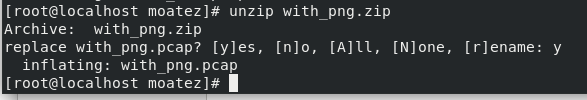 [root@localhost moatez]# unzip with_png.zip
Archive:  with_png.zip
replace with_png.pcap? [y]es, [n]o, [A]ll, [N]one, [r]ename: y
  inflating: with_png.pcap
[root@localhost moatez]#